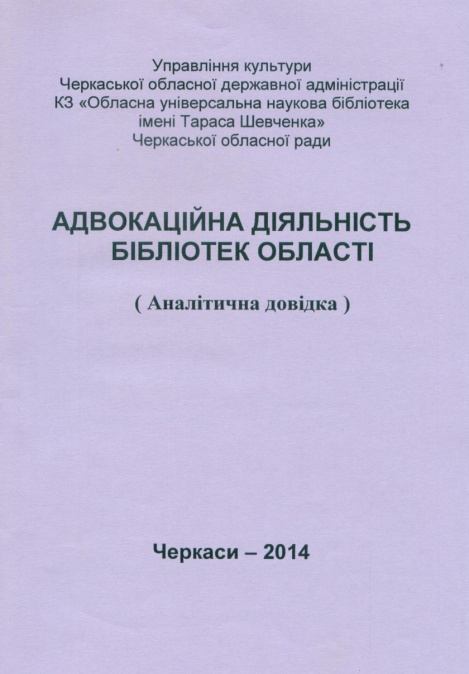 Управління культури
Черкаської обласної державної адміністрації
КЗ «Обласна універсальна наукова бібліотека
імені Тараса Шевченка»
Черкаської обласної ради
АДВОКАЦІЙНА ДІЯЛЬНІСТЬ
БІБЛІОТЕК ОБЛАСТІ
( Аналітична довідка )
Черкаси – 2014